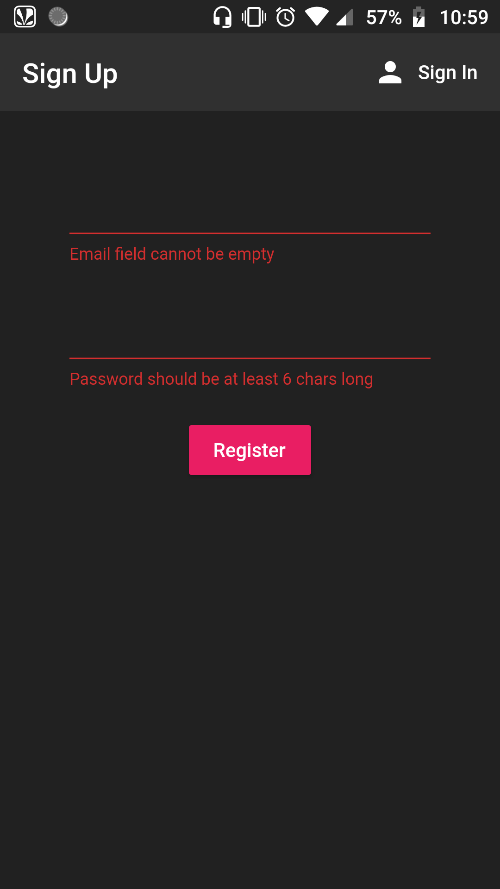 57% 10:59
Sign Up Sign In
Email field cannot be empty
Password should be at least 6 chars long
Register